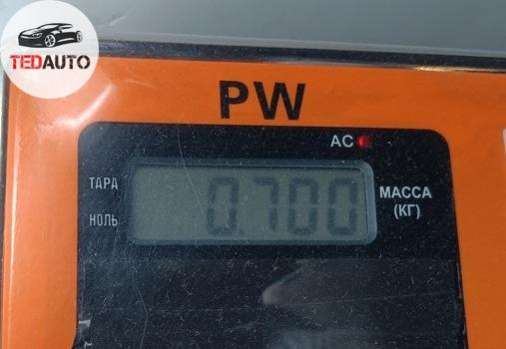 TEDAUTO
PW
AC
ТАРА
НОЛЬ
0.700
МАССА
(КГ)